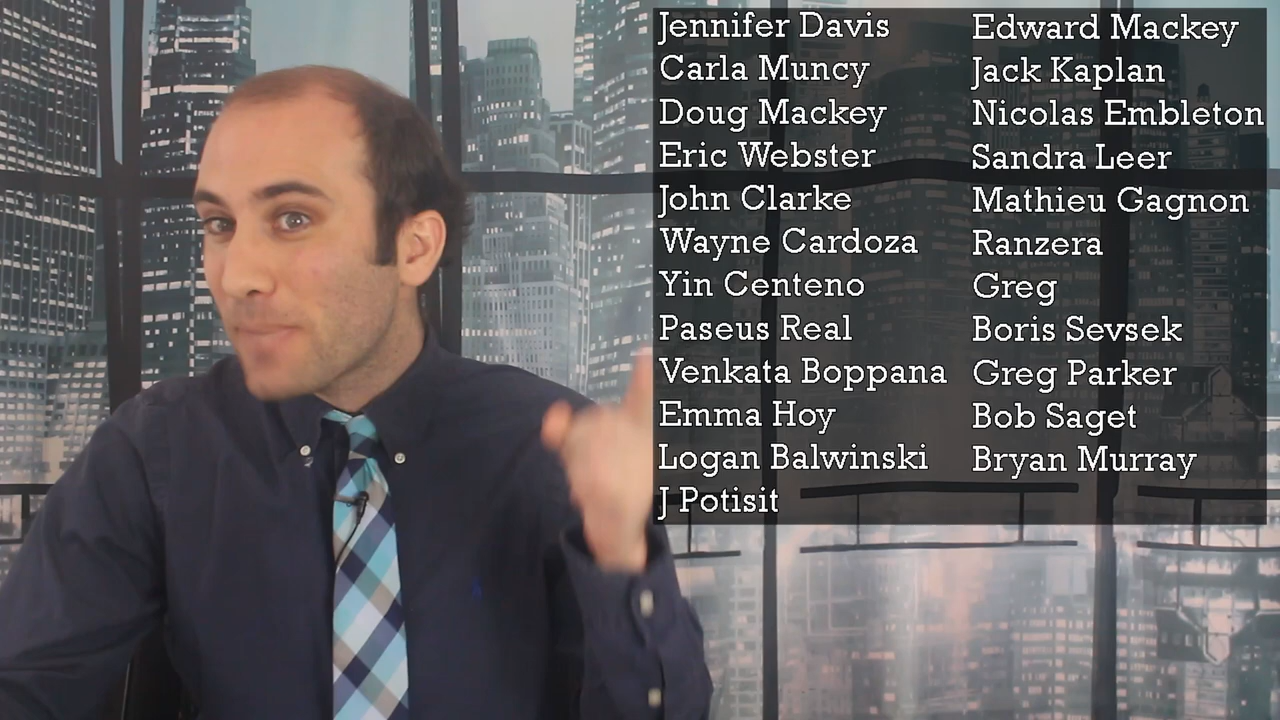 Jennifer Davis
Carla Muncy
Doug Mackey
Eric Webster
John Clarke
Wayne Cardoza
Yin Centeno
Paseus Real
Venkata Boppana
Emma Hoy
Logan Balwinski
J Potisit
Edward Mackey
Jack Kaplan
Nicolas Embleton
Sandra Leer
Mathieu Gagnon
Ranzera
Greg
Boris Sevsek
Greg Parker
Bob Saget
Bryan Murray